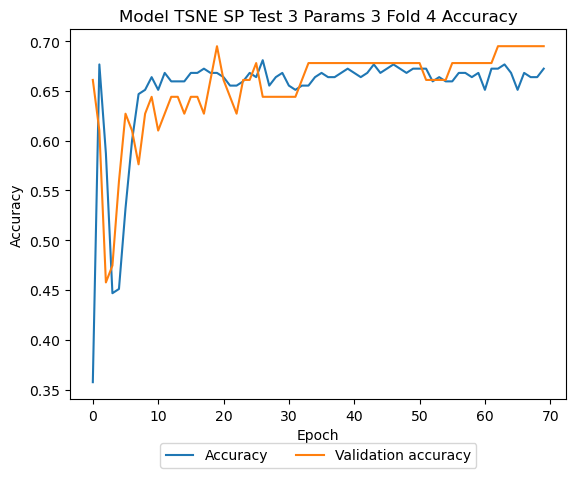 Model TSNE SP Test 3 Params 3 Fold 4 Accuracy
0.70
0.65
0.60
0.55
0.50
0.45
0.40
0.35
Accuracy
0 10 20 30 40 50 60 70
Epoch
Accuracy Validation accuracy